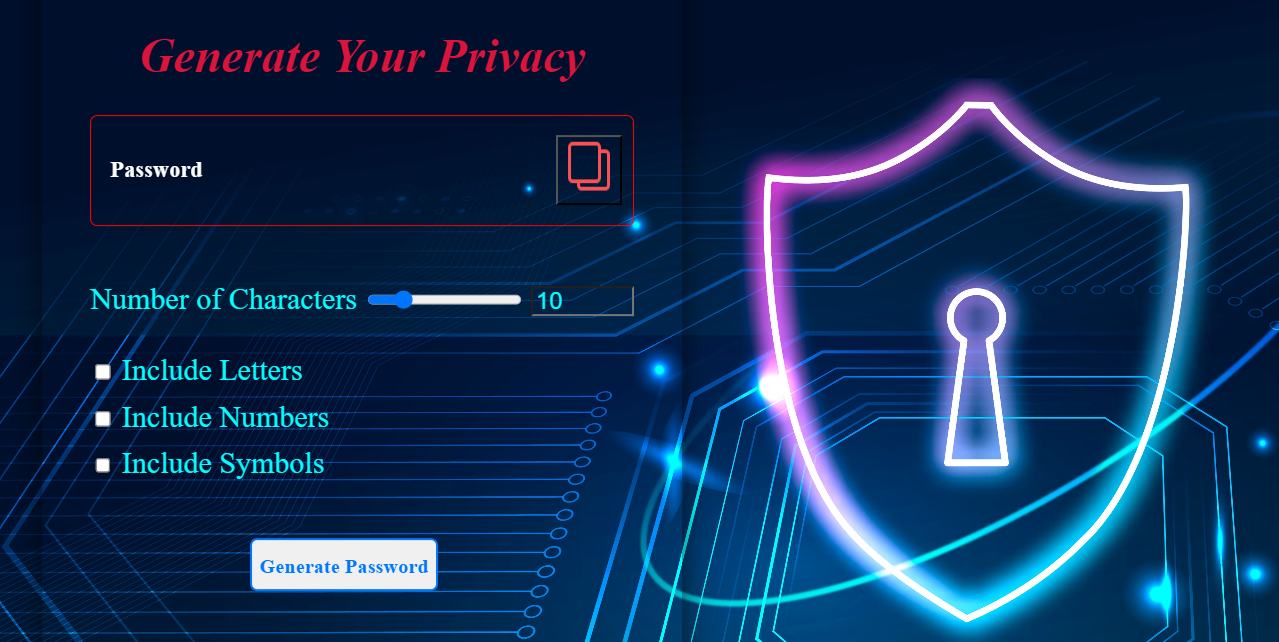 Generate Your Privacy
Password
Number of Characters 10
Include Letters
Include Numbers
Include Symbols
Generate Password